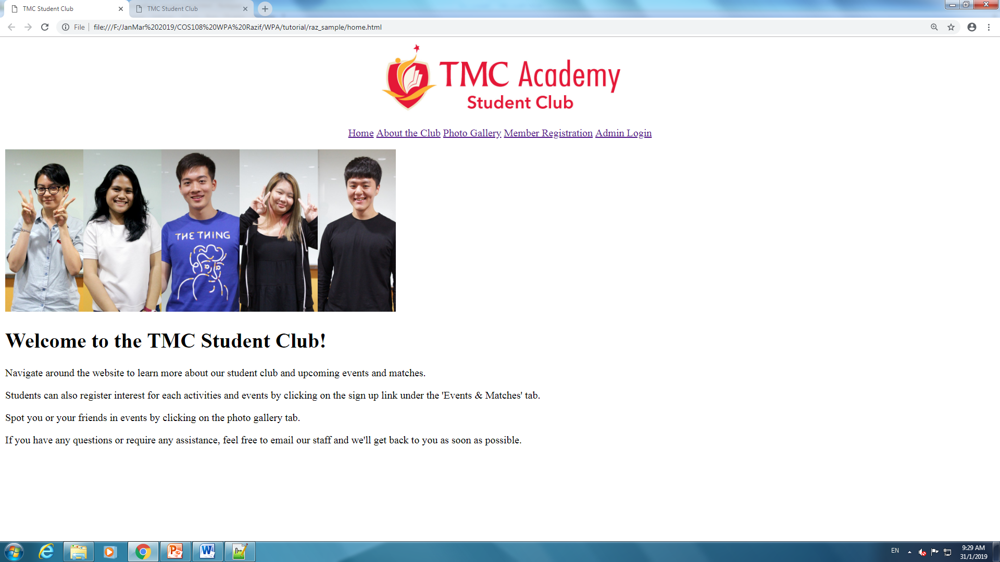 TMC Student Club
TMC Student Club
File
file:///F:/JanMar%202019/COS108%20WPA%20Razif/WPA/tutorial/raz_sample/home.html
TMC Academy
Student Club
Home About the Club Photo Gallery Member Registration Admin Login
THE THING
Welcome to the TMC Student Club!
Navigate around the website to learn more about our student club and upcoming events and matches.
Students can also register interest for each activities and events by clicking on the sign up link under the 'Events & Matches' tab.
Spot you or your friends in events by clicking on the photo gallery tab.
If you have any questions or require any assistance, feel free to email our staff and we'll get back to you as soon as possible.
EN
9:29 AM
31/1/2019